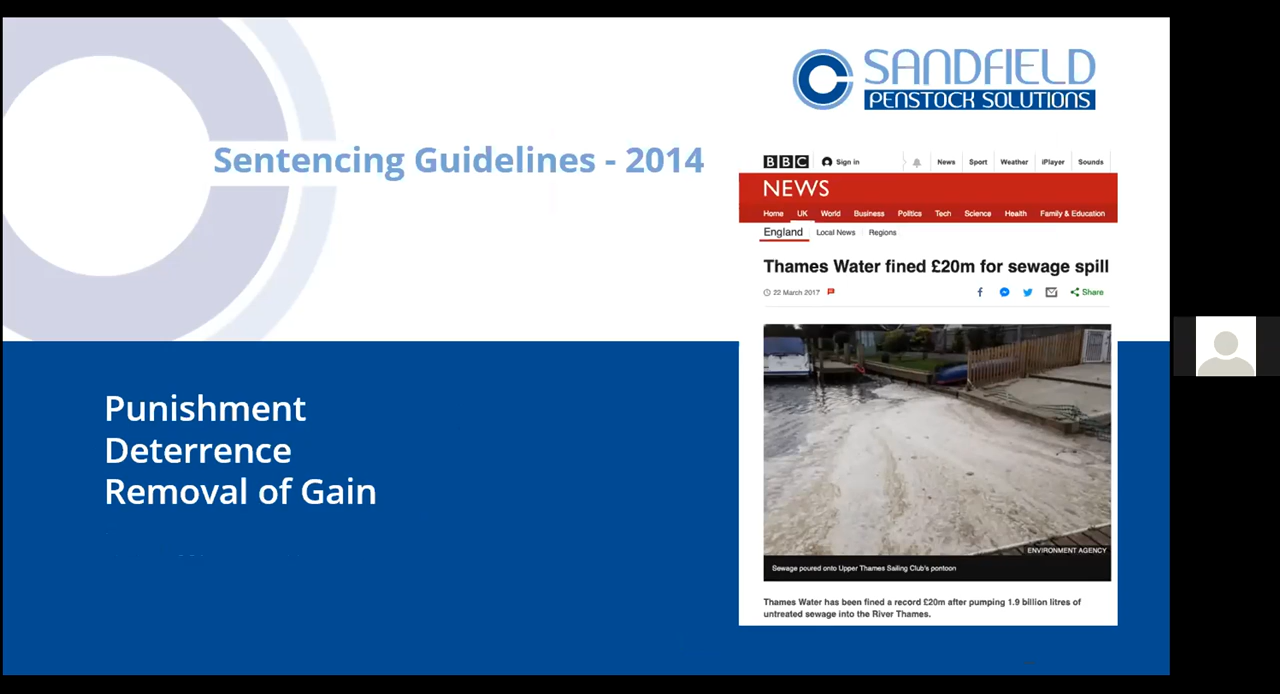 SANDFIELD
PENSTOCK SOLUTIONS
Sentencing Guidelines - 2014
BBC Sign in News Sport Weather iPlayer Sounds
NEWS
Home UK World Business Politics Tech Science Health Family & Education
England Local News Regions
Thames Water fined £20m for sewage spill
22 March 2017 Share
ENVIRONMENT AGENCY
Sewage poured onto Upper Thames Sailing Club's pontoon
Thames Water has been fined a record £20m after pumping 1.9 billion litres of
untreated sewage into the River Thames.
Punishment
Deterrence
Removal of Gain